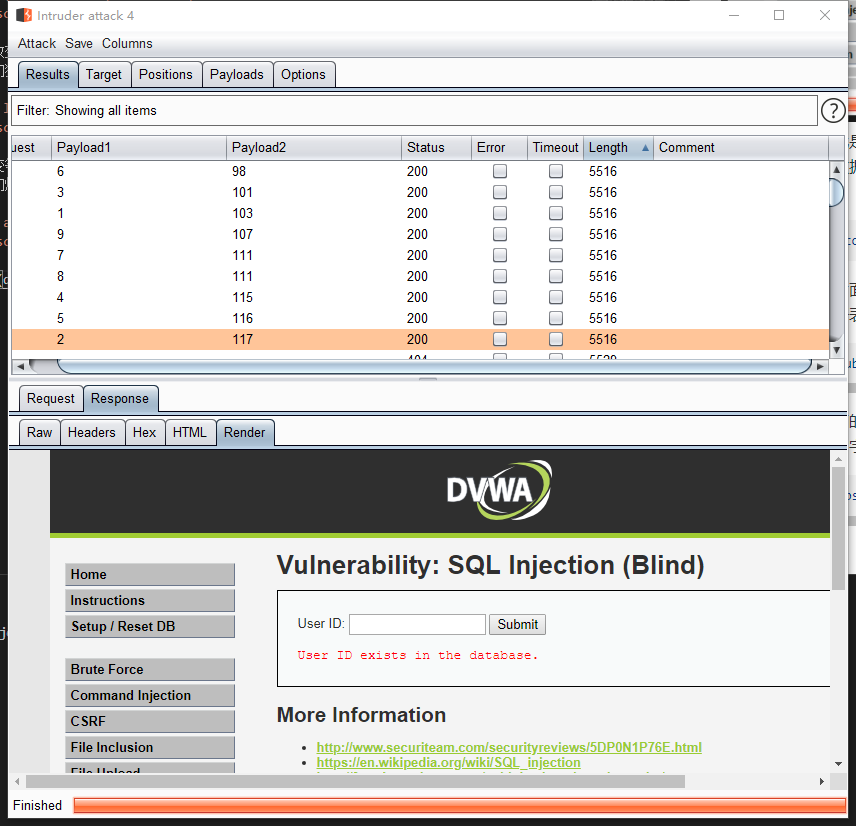 Intruder attack 4
Attack Save Columns
Results Target Positions Payloads Options
Filter: Showing all items ?
uest Payload1 Payload2 Status Error Timeout Length Comment
6 98 200 5516
3 101 200 5516
1 103 200 5516
9 107 200 5516
7 111 200 5516
8 111 200 5516
4 115 200 5516
5 116 200 5516
2 117 200 5516
Request Response
Raw Headers Hex HTML Render
DVWA
Vulnerability: SQL Injection (Blind)
Home
Instructions
Setup / Reset DB
User ID: Submit
User ID exists in the database.
Brute Force
Command Injection
CSRF
File Inclusion
File Upload
More Information
http://www.securiteam.com/securityreviews/5DP0N1P76E.html
https://en.wikipedia.org/wiki/SQL_injection
Finished